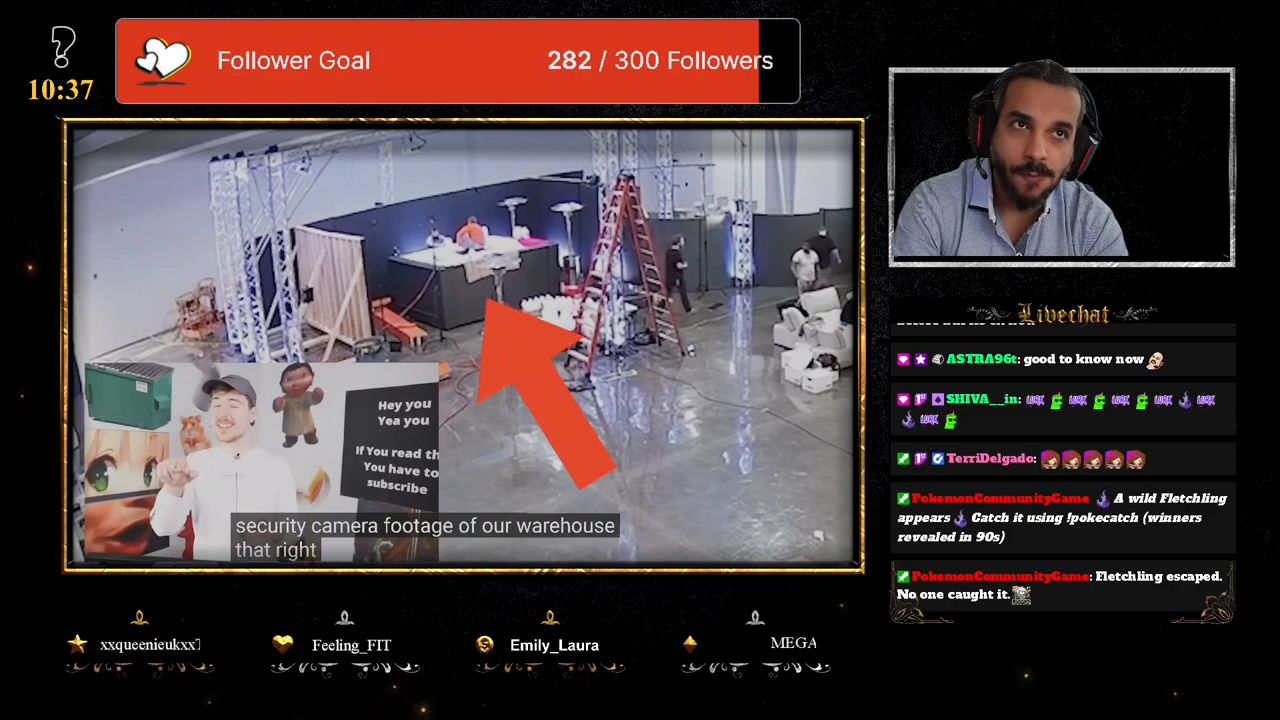 10:37
Follower Goal
282 / 300 Followers
Hey you
Yea you
If You read th
You have to
subscribe
security camera footage of our warehouse
that right
Livechat
ASTRA96t: good to know now
SHIVA__in:
TerriDelgado:
PokemonCommunityGame A wild Fletchling
appears Catch it using !pokecatch (winners
revealed in 90s)
PokemonCommunityGame: Fletchling escaped.
No one caught it.
xxqueenieukxx
Feeling_FIT
Emily_Laura
MEGA